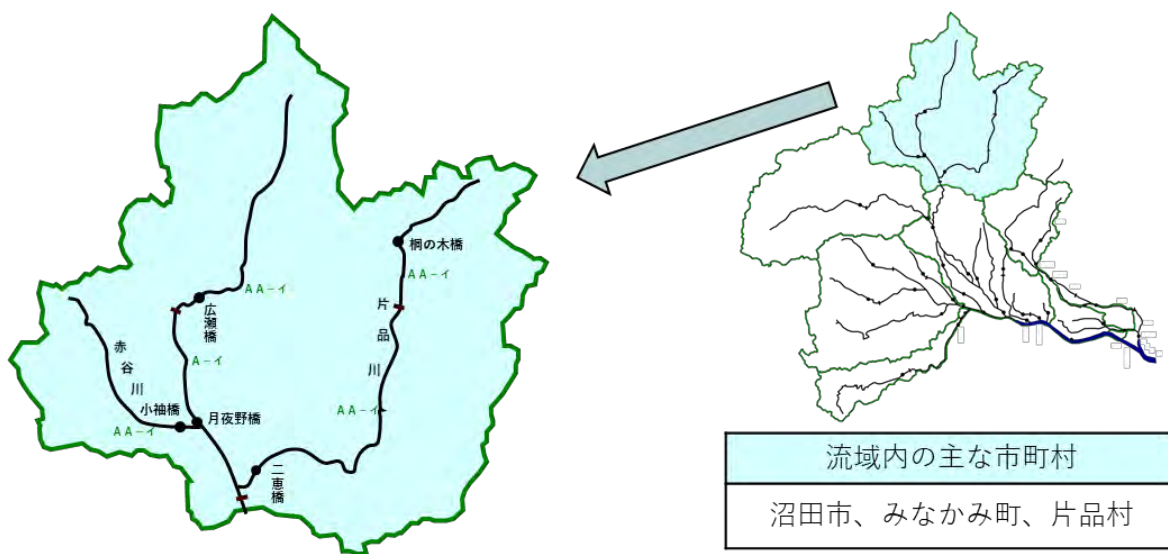 桐の木橋
AA-イ
AA-イ
広瀬橋
片品川
赤谷川
A-イ
小袖橋
月夜野橋
AA-イ
AA-イ
二恵橋
流域内の主な市町村
沼田市、みなかみ町、片品村